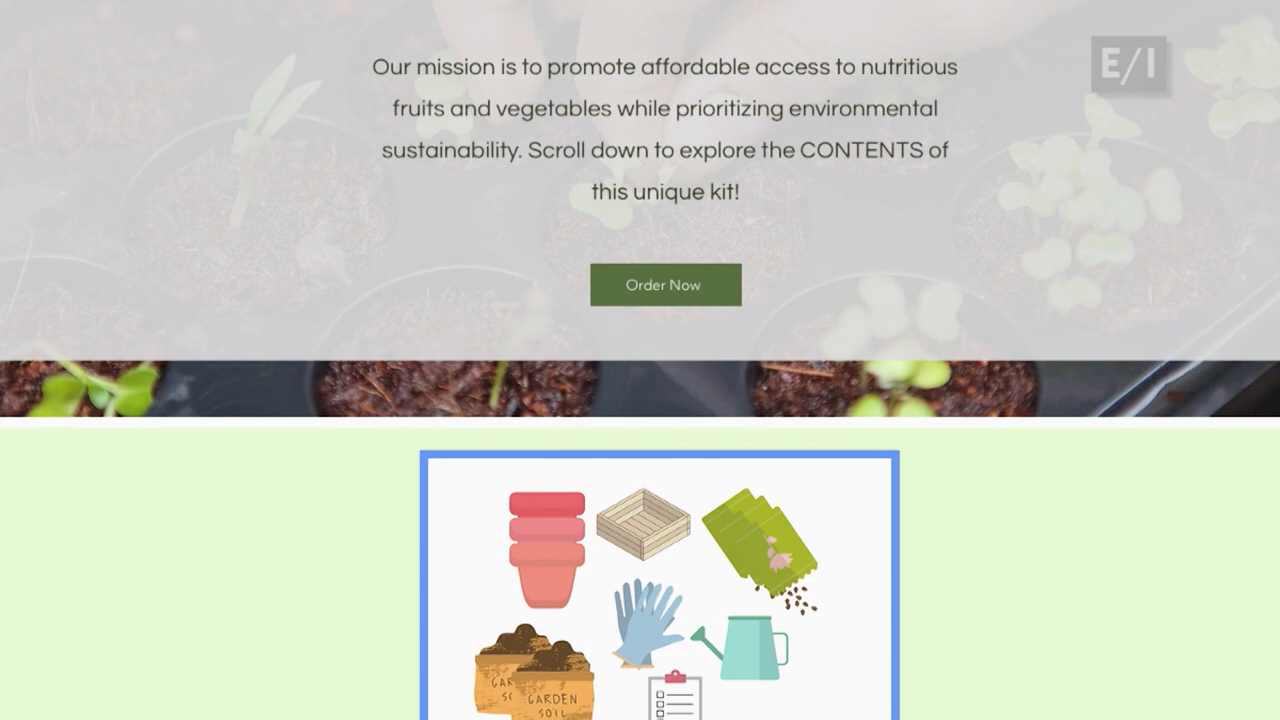 E/I
Our mission is to promote affordable access to nutritious
fruits and vegetables while prioritizing environmental
sustainability. Scroll down to explore the CONTENTS of
this unique kit!
Order Now
GARDEN
SOIL